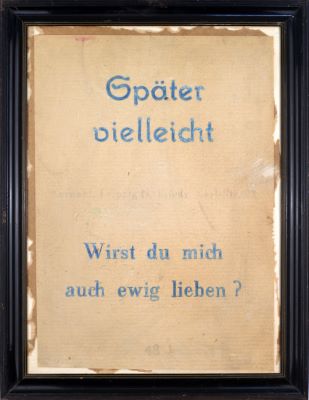 Später
vielleicht
Wirst du mich
auch ewig lieben?